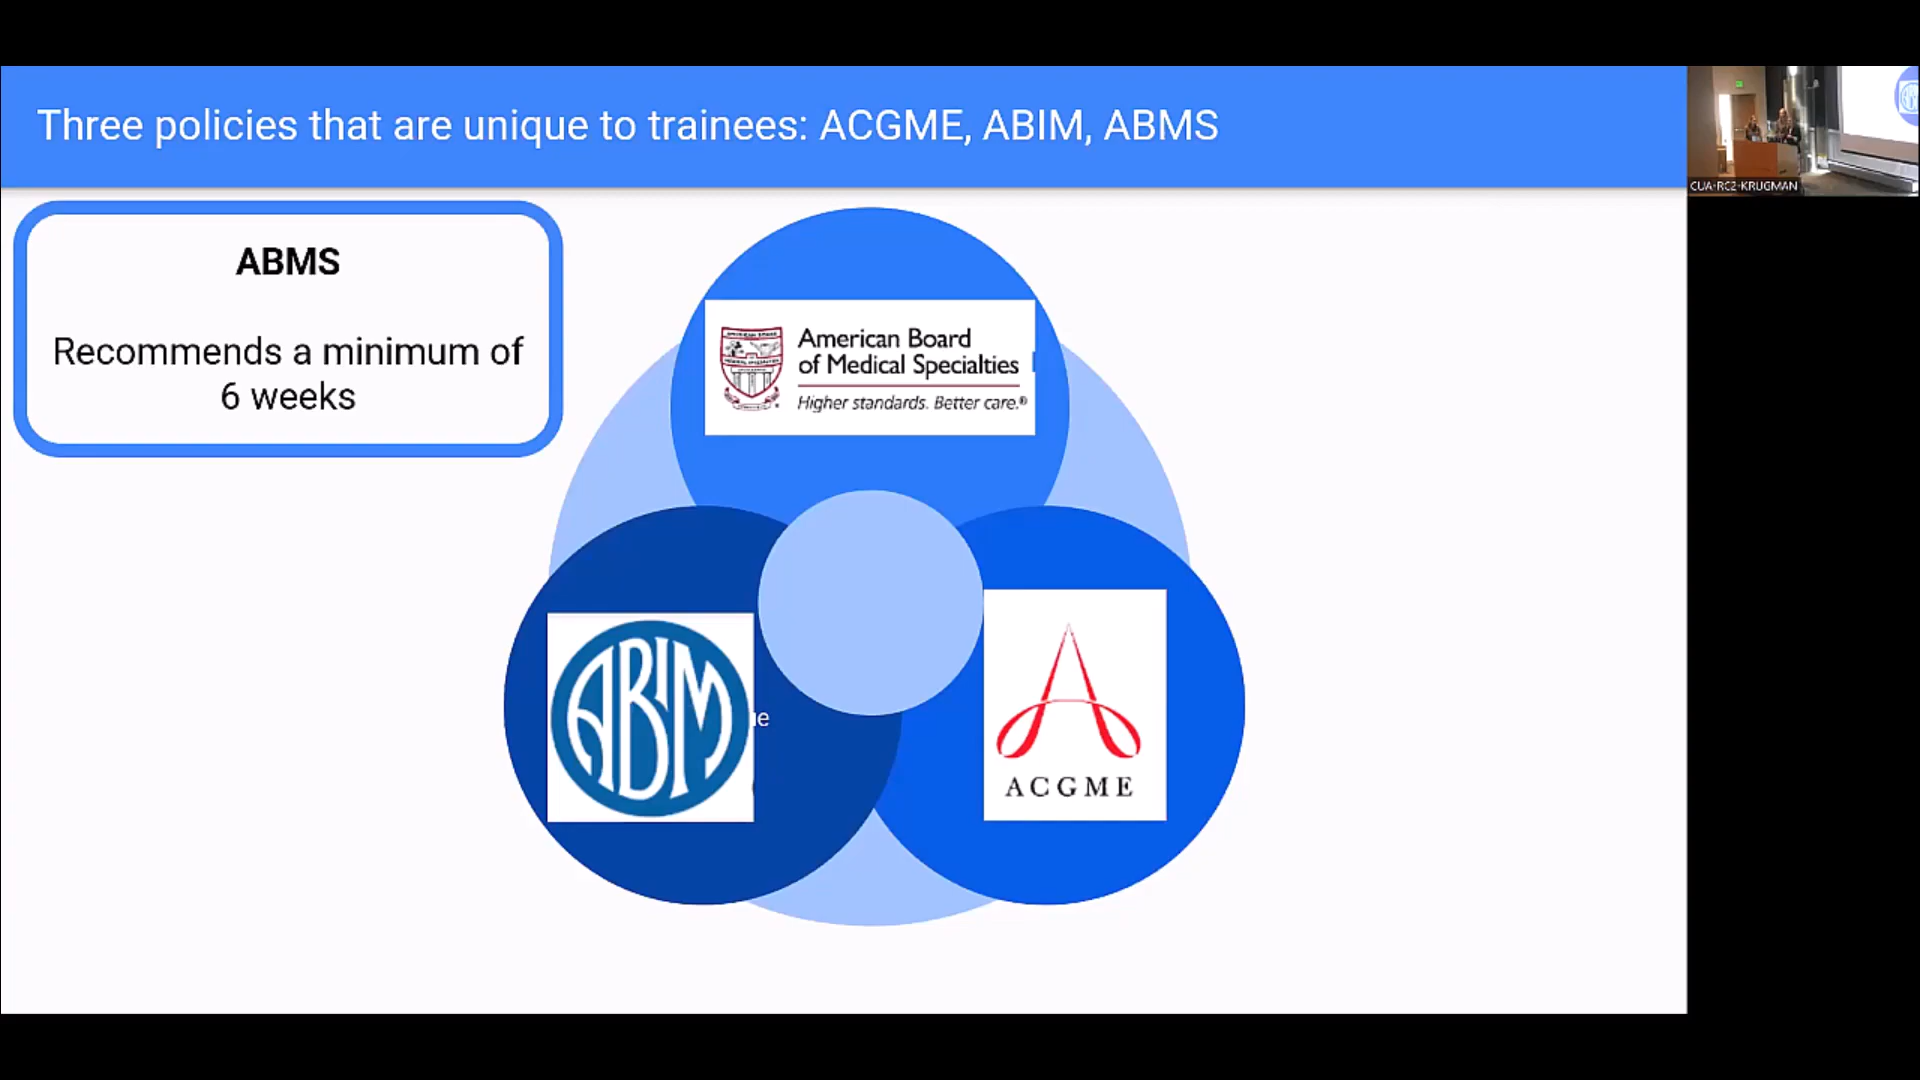 Three policies that are unique to trainees: ACGME, ABIM, ABMS
CUA-RC2-KRUGMAN
ABMS
Recommends a minimum of
6 weeks
American Board
of Medical Specialties
Higher standards. Better care.®
ABIM
e
ACGME